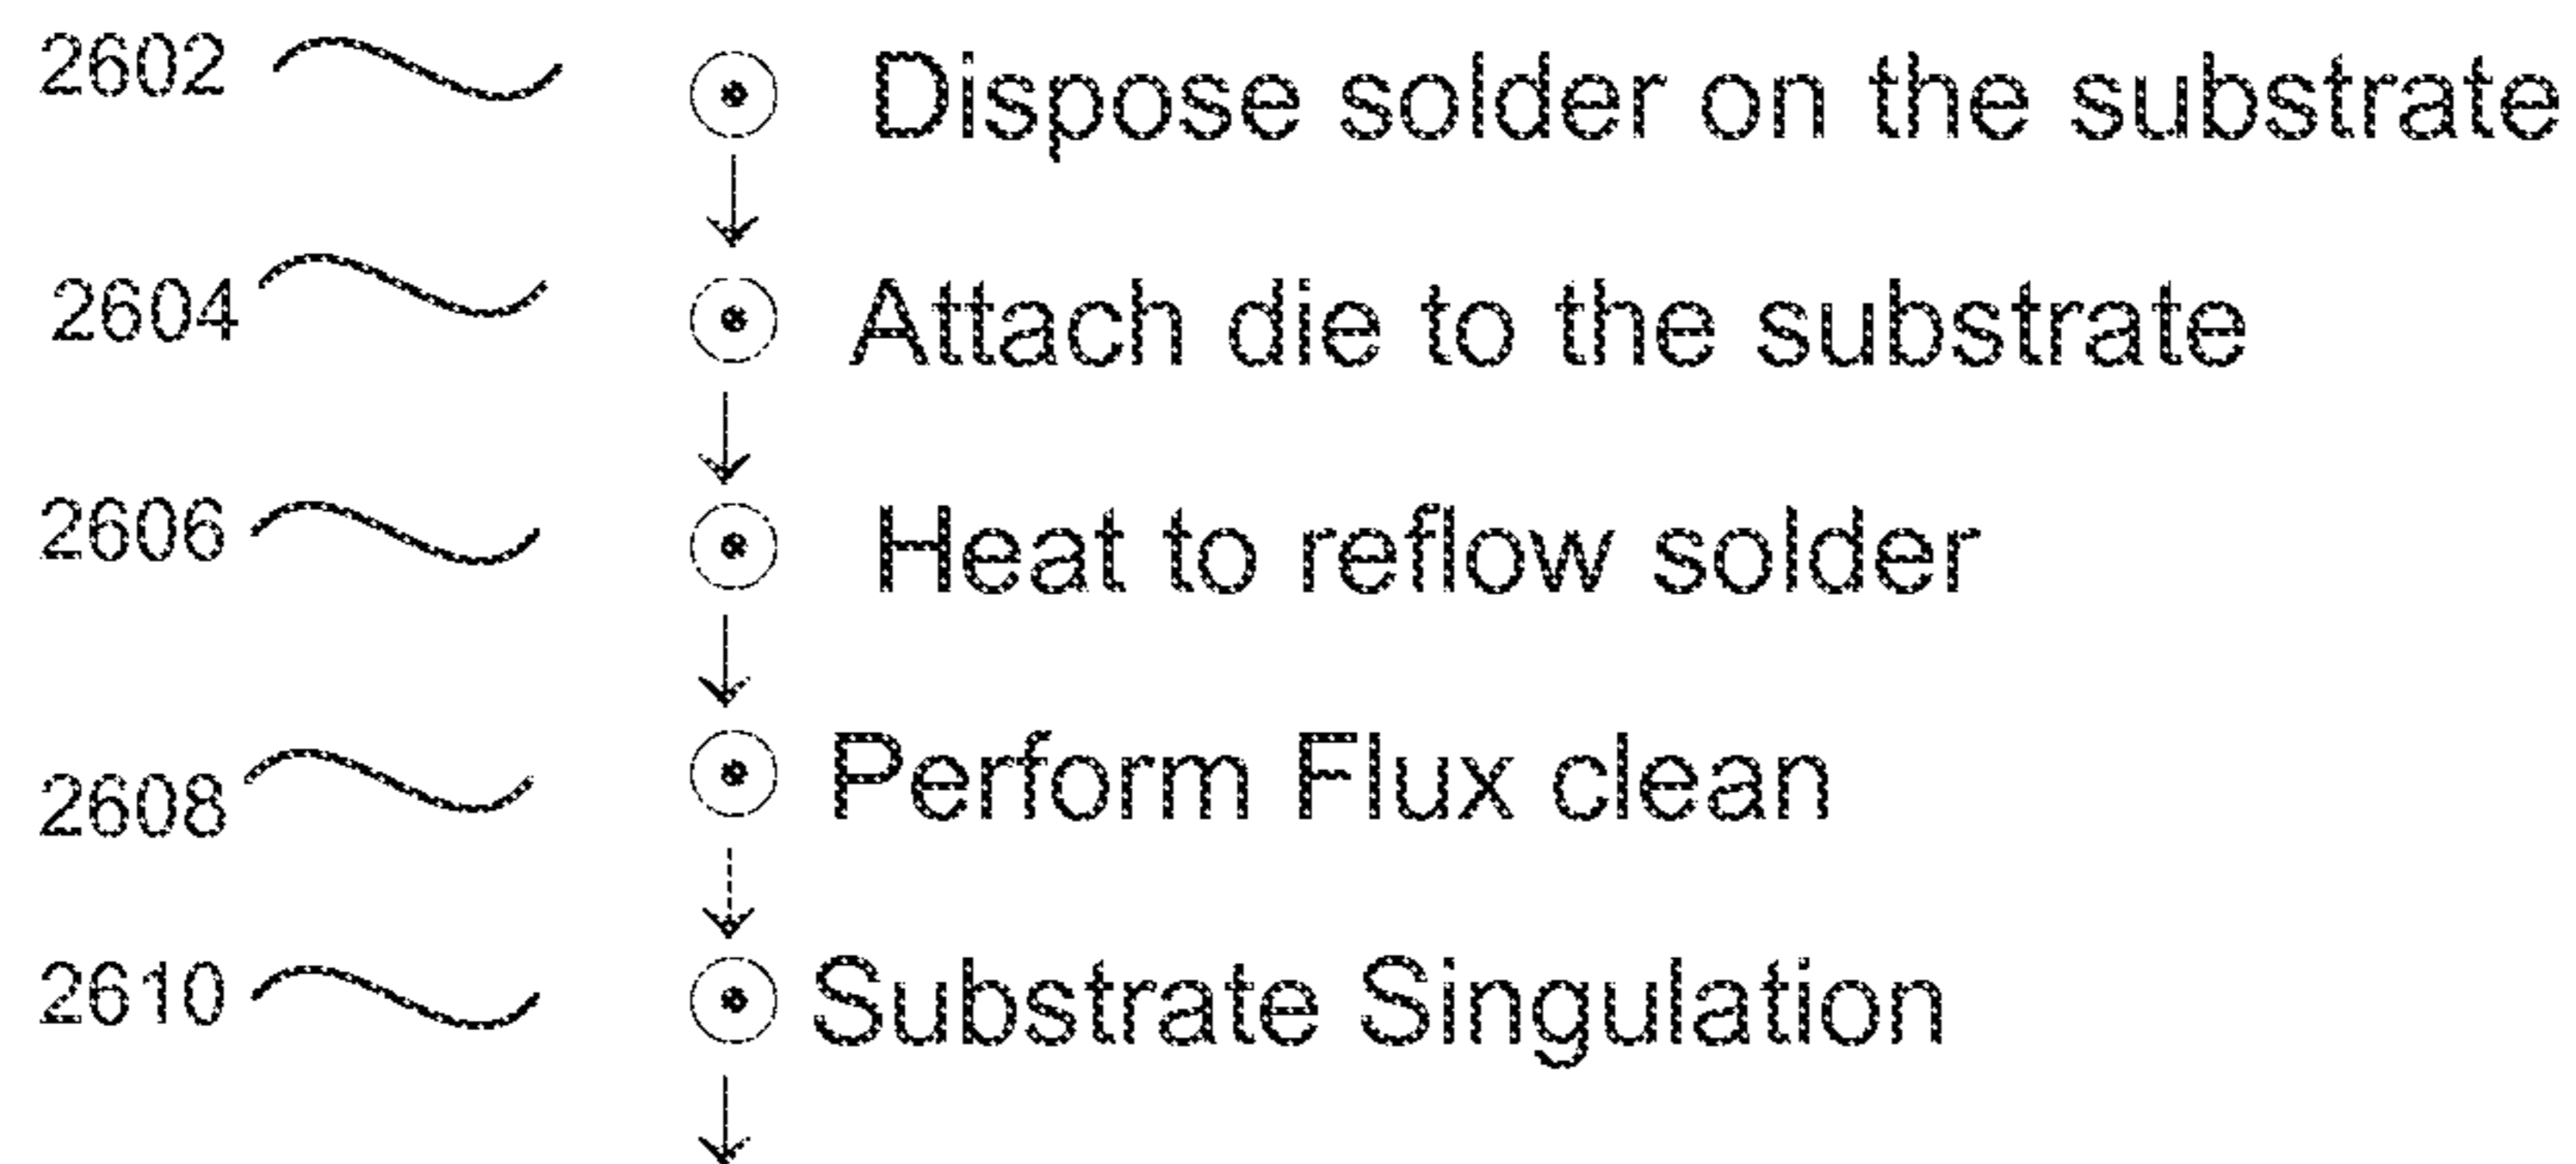 2602 Dispose solder on the substrate
2604 Attach die to the substrate
2606 Heat to reflow solder
2608 Perform Flux clean
2610 Substrate Singulation